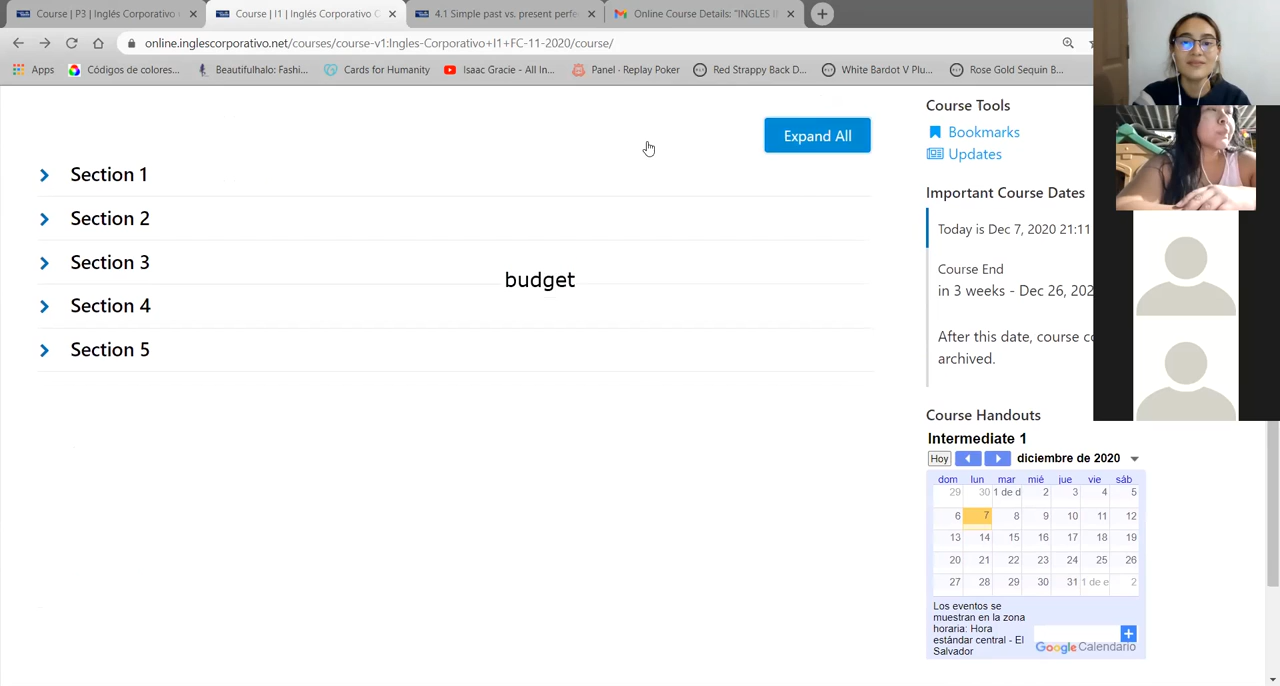 Course | P3 | Inglés Corporativo
Course | I1 | Inglés Corporativo
4.1 Simple past vs. present perfe
Online Course Details: "INGLES I
online.inglescorporativo.net/courses/course-v1:Ingles-Corporativo+I1+FC-11-2020/course/
Apps
Códigos de colores...
Beautifulhalo: Fashi...
Cards for Humanity
Isaac Gracie - All In...
Panel · Replay Poker
Red Strappy Back D...
White Bardot V Plu...
Rose Gold Sequin B...
Expand All
Section 1
Section 2
Section 3
Section 4
Section 5
budget
Course Tools
Bookmarks
Updates
Important Course Dates
Today is Dec 7, 2020 21:11
Course End
in 3 weeks - Dec 26, 202
After this date, course co
archived.
Course Handouts
Intermediate 1
Hoy diciembre de 2020
dom lun mar mié jue vie sáb
29 30 1 de d 2 3 4 5
6 7 8 9 10 11 12
13 14 15 16 17 18 19
20 21 22 23 24 25 26
27 28 29 30 31 1 de e 2
Los eventos se
muestran en la zona
horaria: Hora
estándar central - El
Salvador
Google Calendario